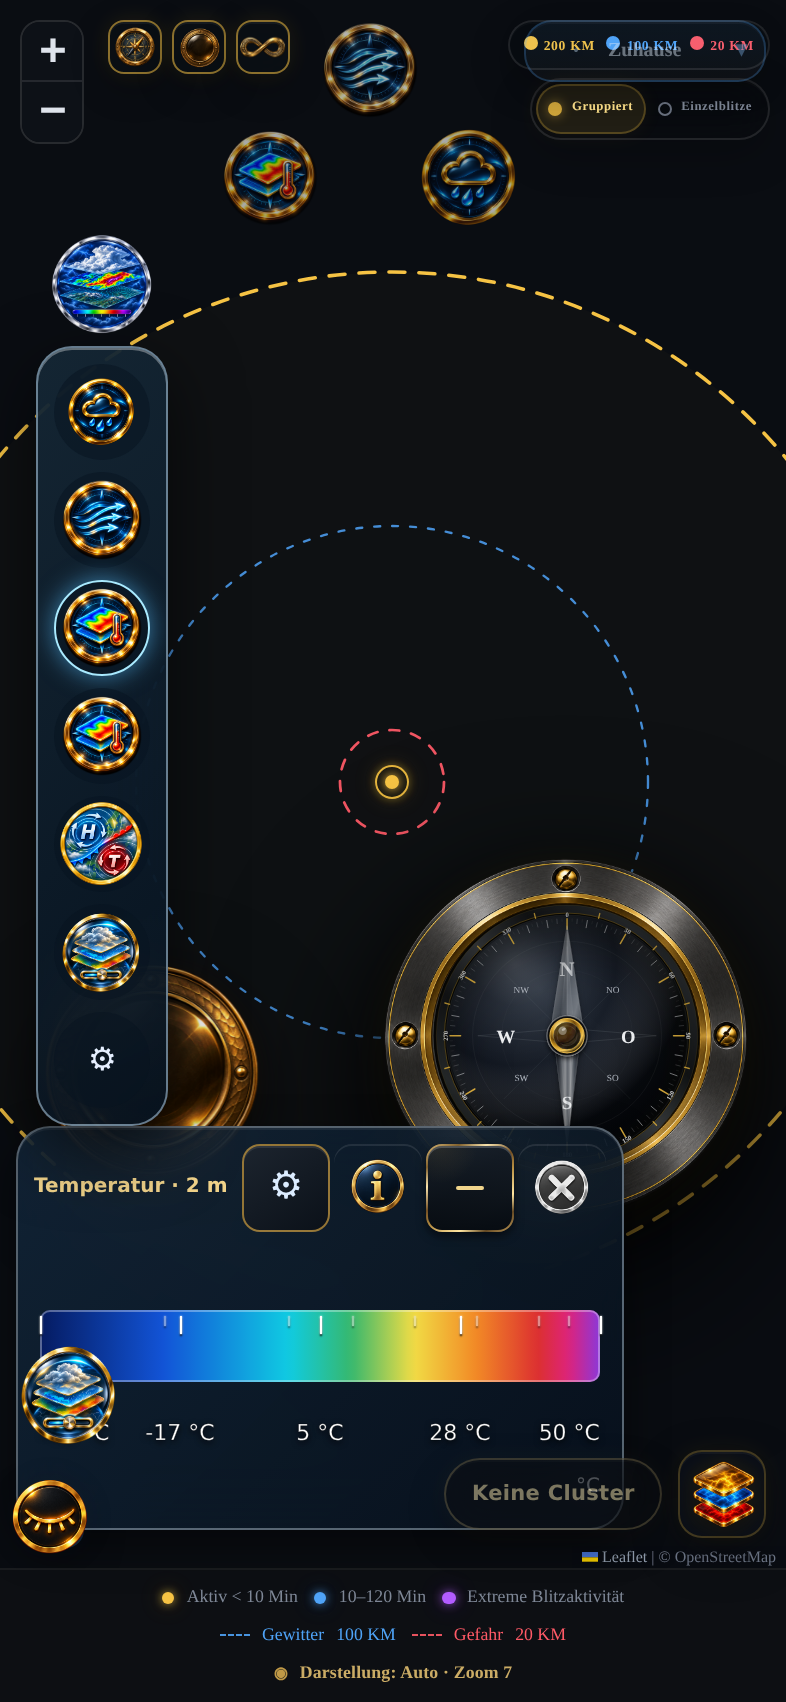 +
200 KM 100 KM 20 KM
Zuhause
−
Gruppiert Einzelblitze
H
T
N
NW NO
W O
SW SO
S
Temperatur · 2 m
-17 °C 5 °C 28 °C 50 °C
°C
Keine Cluster
Leaflet | © OpenStreetMap
Aktiv < 10 Min 10–120 Min Extreme Blitzaktivität
Gewitter 100 KM Gefahr 20 KM
Darstellung: Auto · Zoom 7